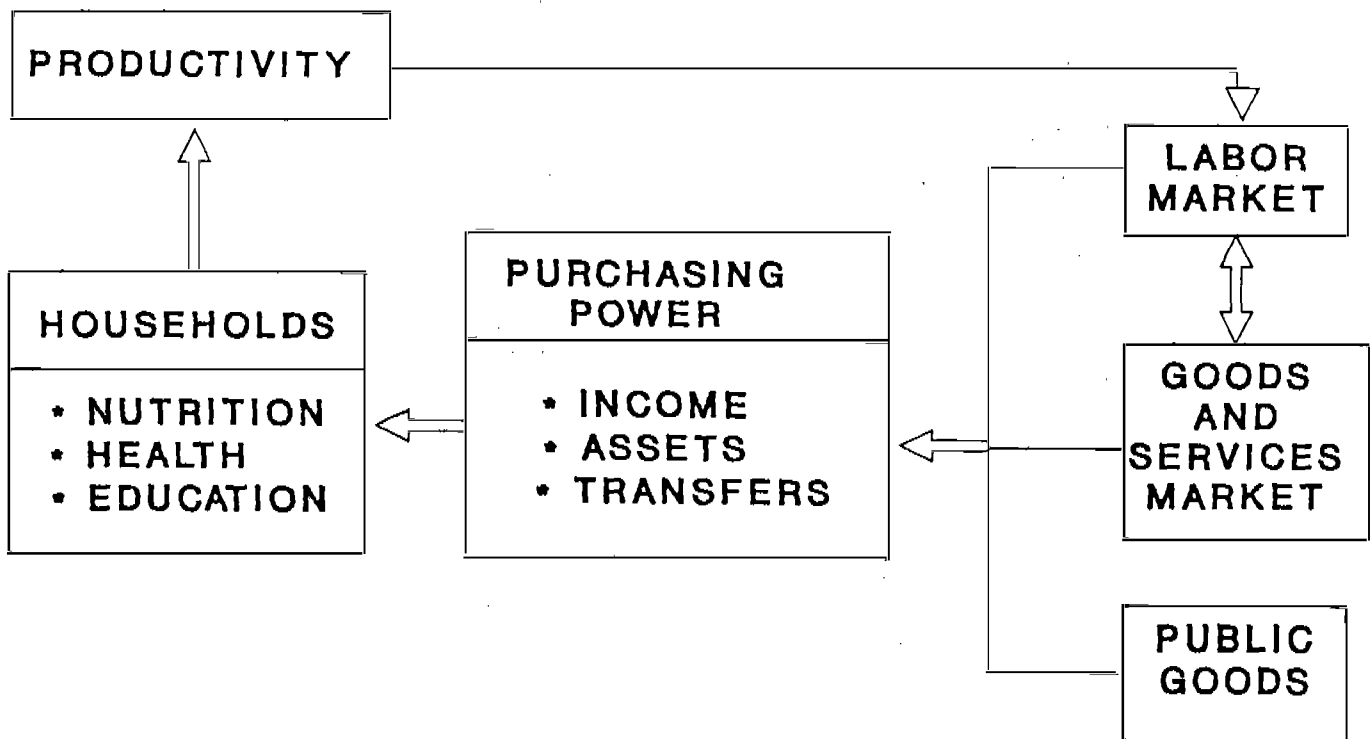 PRODUCTIVITY
LABOR
MARKET
PURCHASING
POWER
HOUSEHOLDS
* NUTRITION
* HEALTH
* EDUCATION
* INCOME
* ASSETS
* TRANSFERS
GOODS
AND
SERVICES
MARKET
PUBLIC
GOODS